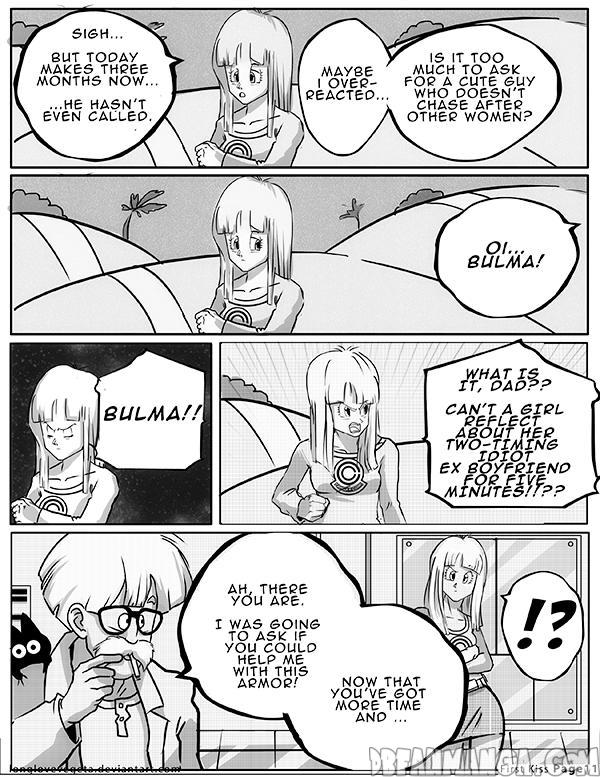 SIGH...
BUT TODAY
MAKES THREE
MONTHS NOW...
...HE HASN'T
EVEN CALLED.
MAYBE
I OVER-
REACTED...
IS IT TOO
MUCH TO ASK
FOR A CUTE GUY
WHO DOESN'T
CHASE AFTER
OTHER WOMEN?
OI...
BULMA!
BULMA!!
WHAT IS
IT, DAD??
CAN'T A GIRL
REFLECT
ABOUT HER
TWO-TIMING
IDIOT
EX BOYFRIEND
FOR FIVE
MINUTES!!??
AH, THERE
YOU ARE.
I WAS GOING
TO ASK IF
YOU COULD
HELP ME
WITH THIS
ARMOR!
NOW THAT
YOU'VE GOT
MORE TIME
AND ...
!?
longlovevegeta.deviantart.com
First Kiss Page11
DBZENMANGA.COM